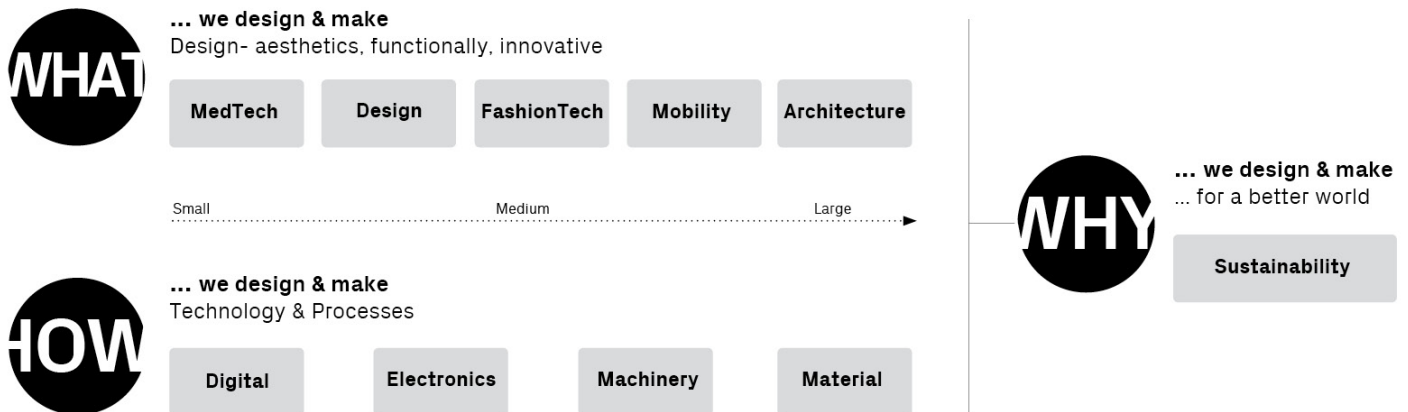 WHAT
... we design & make
Design- aesthetics, functionally, innovative
MedTech
Design
FashionTech
Mobility
Architecture
Small
Medium
Large
HOW
... we design & make
Technology & Processes
Digital
Electronics
Machinery
Material
WHY
... we design & make
... for a better world
Sustainability